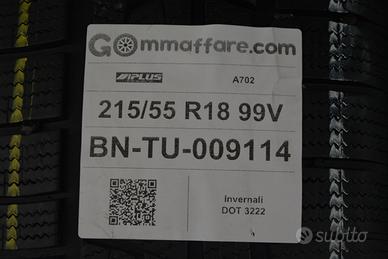 GOmmaffare.com
APLUS A702
215/55 R18 99V
BN-TU-009114
Invernali
DOT 3222
subito